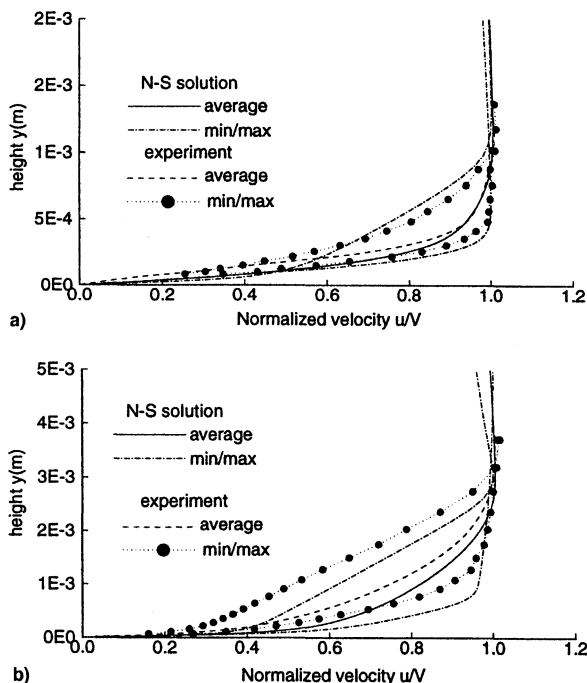 2E-3
2E-3
N-S solution
average
min/max
1E-3
experiment
average
5E-4
min/max
0E0
0.0 0.2 0.4 0.6 0.8 1.0 1.2
height y(m)
a)
Normalized velocity u/V
5E-3
N-S solution
4E-3
average
min/max
3E-3
experiment
2E-3
average
min/max
1E-3
0E0
0.0 0.2 0.4 0.6 0.8 1.0 1.2
height y(m)
b)
Normalized velocity u/V